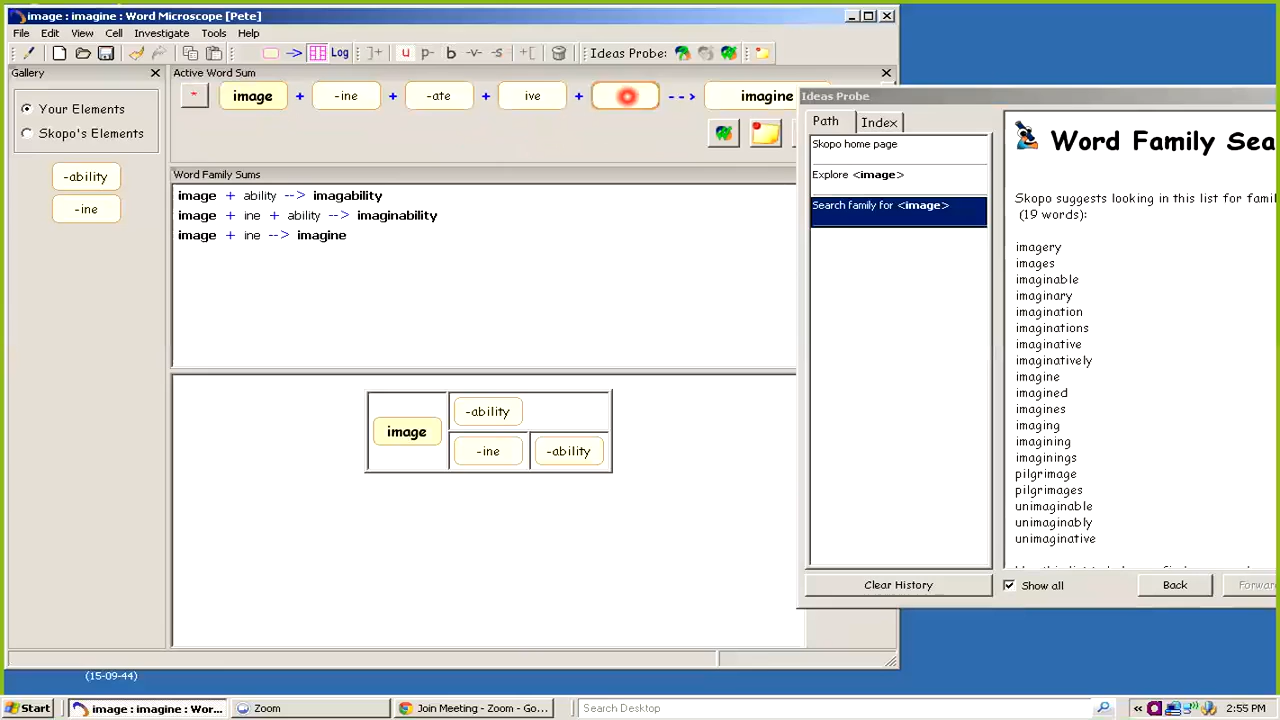 image : imagine : Word Microscope [Pete]
File Edit View Cell Investigate Tools Help
Log ]+ u p- b -v- -s +[ Ideas Probe:
Gallery
Your Elements
Skopo's Elements
-ability
-ine
Active Word Sum
* image + -ine + -ate + ive + --> imagine
Word Family Sums
image + ability --> imagability
image + ine + ability --> imaginability
image + ine --> imagine
image -ability
-ine -ability
Ideas Probe
Path Index
Skopo home page
Explore <image>
Search family for <image>
Clear History
Word Family Sea
Skopo suggests looking in this list for fami
(19 words):
imagery
images
imaginable
imaginary
imagination
imaginations
imaginative
imaginatively
imagine
imagined
imagines
imaging
imagining
imaginings
pilgrimage
pilgrimages
unimaginable
unimaginably
unimaginative
Show all Back Forwar
(15-09-44)
Start image : imagine : Wor... Zoom Join Meeting - Zoom - Go... Search Desktop « 2:55 PM